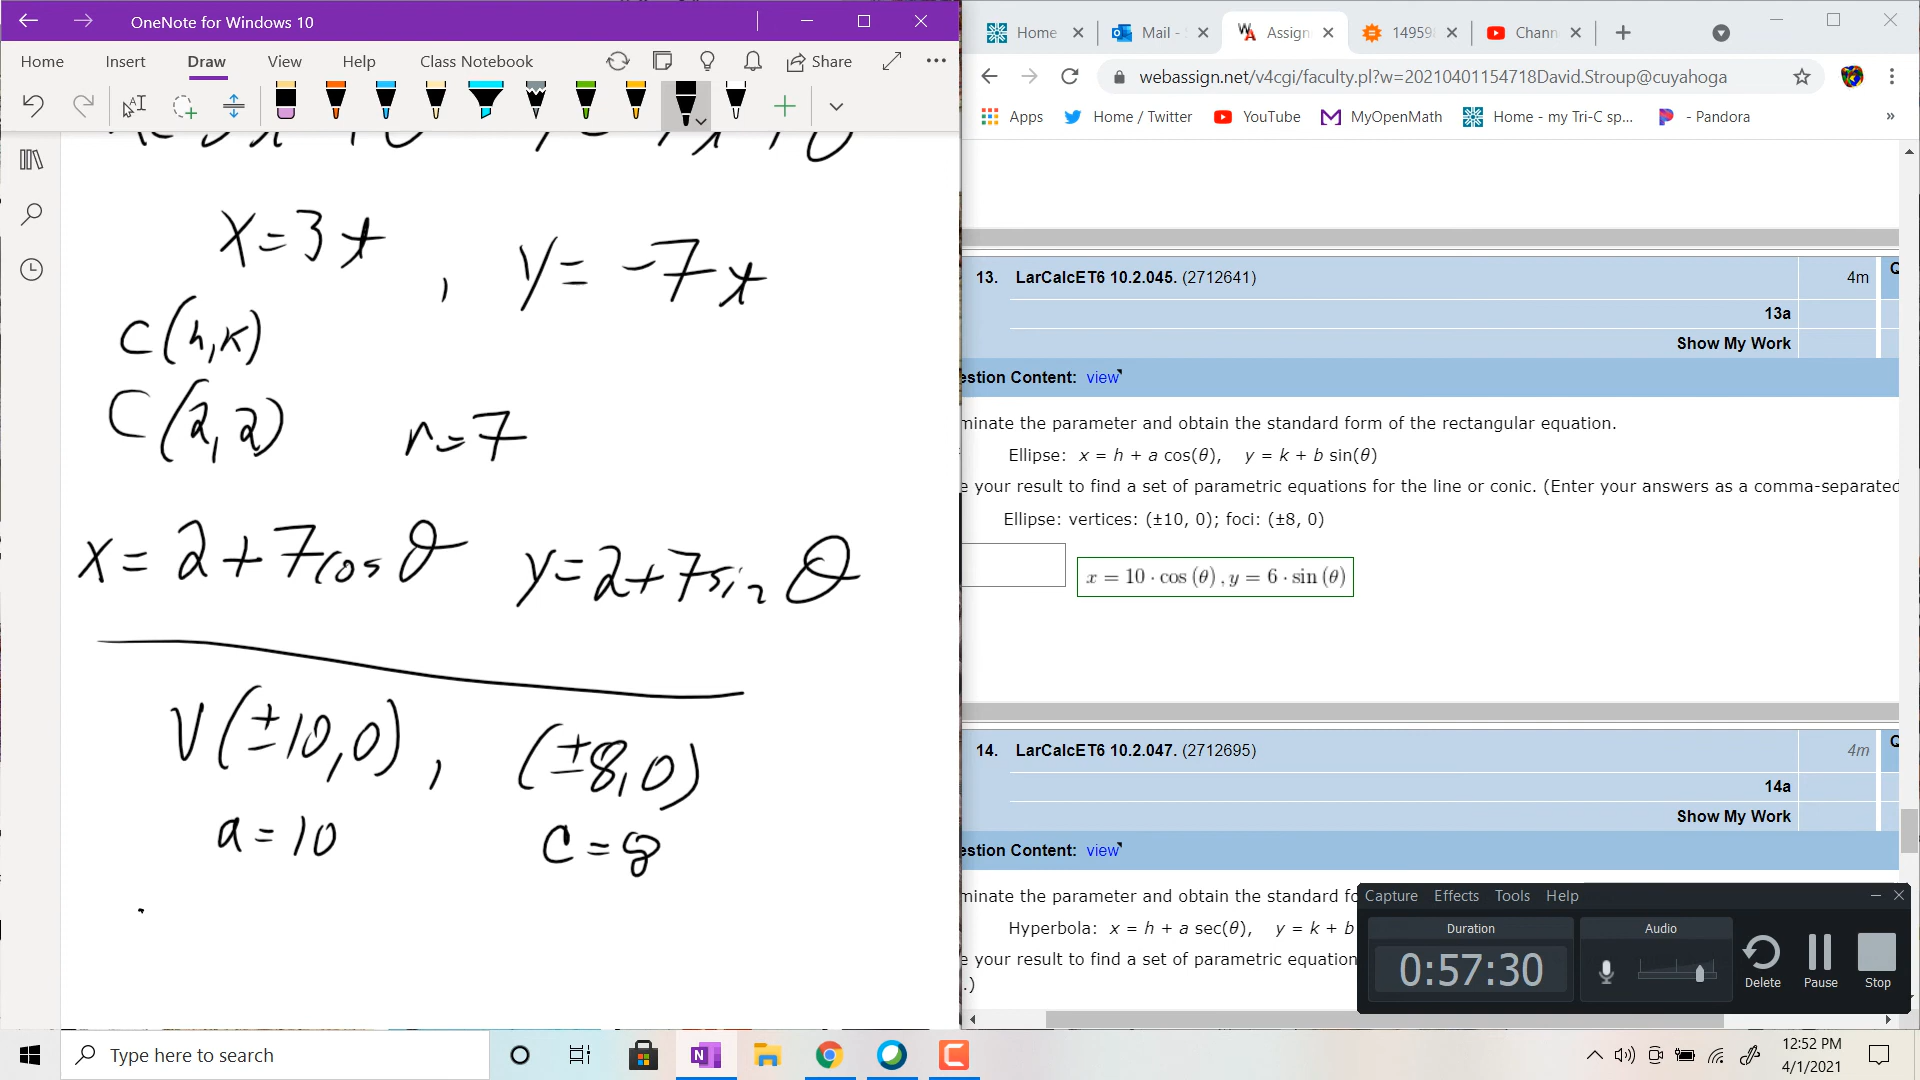 OneNote for Windows 10
Home Insert Draw View Help Class Notebook Share
X=3t , y= -7t
C(h,k)
C(2,2) r=7
x= 2+7cos θ y=2+7sin θ
V(±10,0), (±8,0)
a=10 c=8
Home Mail - Assign 14959 Chann
webassign.net/v4cgi/faculty.pl?w=20210401154718David.Stroup@cuyahoga
Apps Home / Twitter YouTube MyOpenMath Home - my Tri-C sp... - Pandora »
13. LarCalcET6 10.2.045. (2712641) 4m Q
13a
Show My Work
estion Content: view
minate the parameter and obtain the standard form of the rectangular equation.
Ellipse: x = h + a cos(θ), y = k + b sin(θ)
e your result to find a set of parametric equations for the line or conic. (Enter your answers as a comma-separated
Ellipse: vertices: (±10, 0); foci: (±8, 0)
x = 10 · cos (θ) , y = 6 · sin (θ)
14. LarCalcET6 10.2.047. (2712695) 4m Q
14a
Show My Work
estion Content: view
minate the parameter and obtain the standard fo
Hyperbola: x = h + a sec(θ), y = k + b
e your result to find a set of parametric equation
.)
Capture Effects Tools Help
Duration Audio
0:57:30
Delete Pause Stop
Type here to search
12:52 PM
4/1/2021